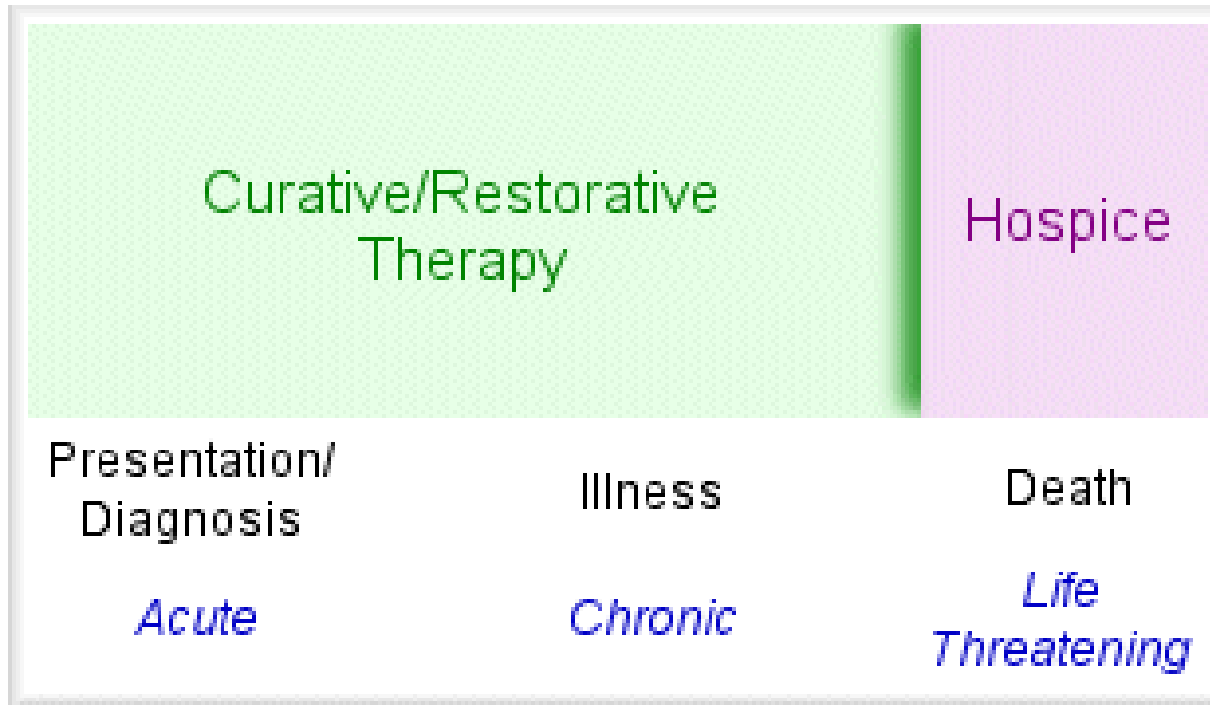 Curative/Restorative
Therapy
Hospice
Presentation/
Diagnosis
Illness
Death
Acute
Chronic
Life
Threatening